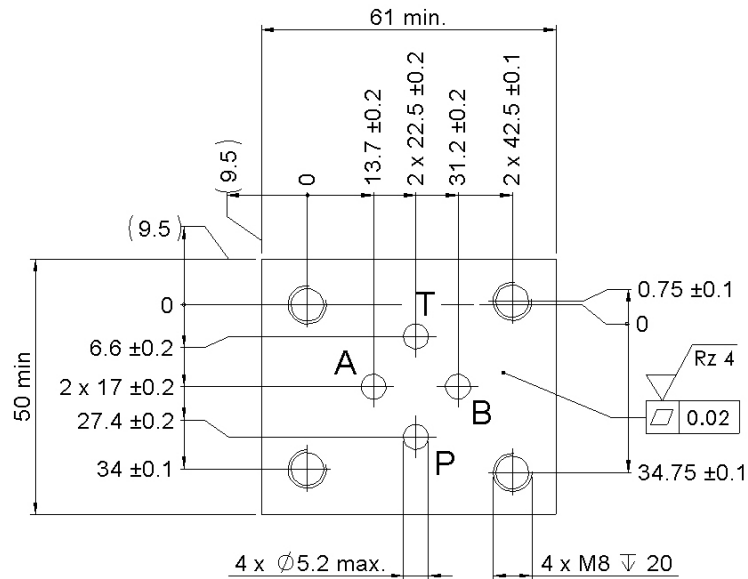 61 min.
(9.5)
0
13.7 ±0.2
2 x 22.5 ±0.2
31.2 ±0.2
2 x 42.5 ±0.1
(9.5)
0
6.6 ±0.2
2 x 17 ±0.2
27.4 ±0.2
34 ±0.1
50 min
T
A
B
P
0.75 ±0.1
0
Rz 4
0.02
34.75 ±0.1
4 x ∅5.2 max.
4 x M8 ↧ 20